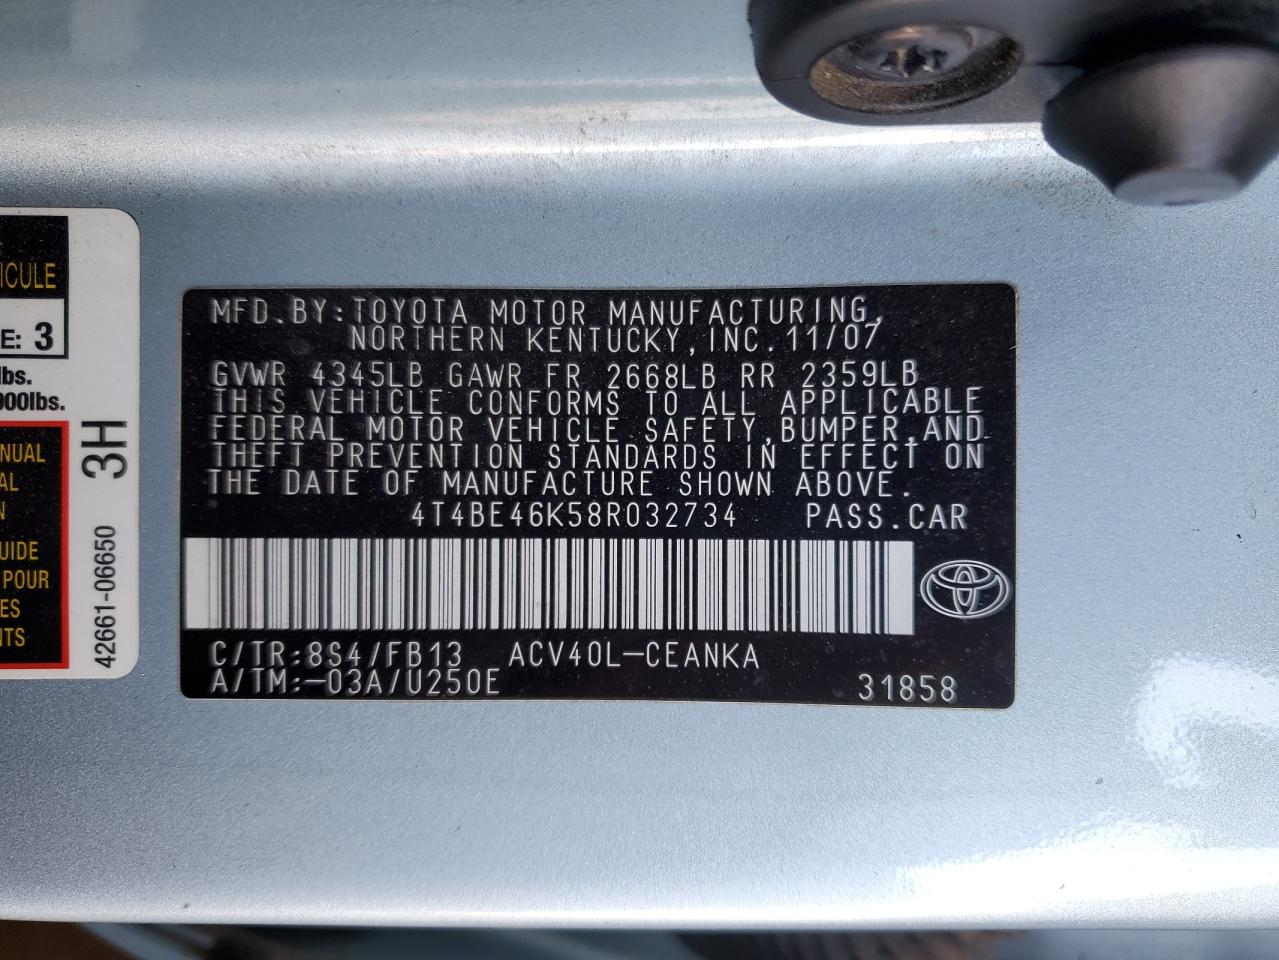 ICULE
E: 3
lbs.
900lbs.
NUAL
AL
N
UIDE
POUR
ES
NTS
42661-06650 3H
MFD.BY:TOYOTA MOTOR MANUFACTURING,
NORTHERN KENTUCKY,INC.11/07
GVWR 4345LB GAWR FR 2668LB RR 2359LB
THIS VEHICLE CONFORMS TO ALL APPLICABLE
FEDERAL MOTOR VEHICLE SAFETY,BUMPER,AND
THEFT PREVENTION STANDARDS IN EFFECT ON
THE DATE OF MANUFACTURE SHOWN ABOVE.
4T4BE46K58R032734 PASS.CAR
C/TR:8S4/FB13 ACV40L-CEANKA
A/TM:-03A/U250E 31858